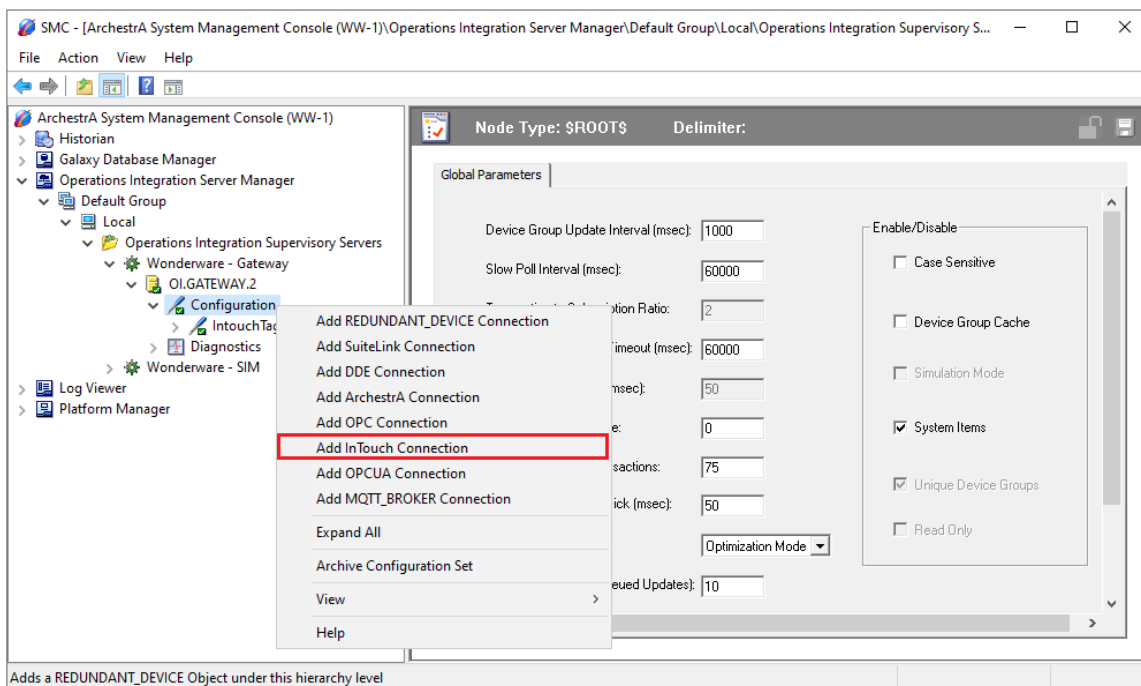 SMC - [ArchestrA System Management Console (WW-1)\Operations Integration Server Manager\Default Group\Local\Operations Integration Supervisory S...
File Action View Help
ArchestrA System Management Console (WW-1)
Historian
Galaxy Database Manager
Operations Integration Server Manager
Default Group
Local
Operations Integration Supervisory Servers
Wonderware - Gateway
OI.GATEWAY.2
Configuration
IntouchTag
Diagnostics
Wonderware - SIM
Log Viewer
Platform Manager
Add REDUNDANT_DEVICE Connection
Add SuiteLink Connection
Add DDE Connection
Add ArchestrA Connection
Add OPC Connection
Add InTouch Connection
Add OPCUA Connection
Add MQTT_BROKER Connection
Expand All
Archive Configuration Set
View
Help
Node Type: $ROOT$ Delimiter:
Global Parameters
Device Group Update Interval (msec): 1000
Slow Poll Interval (msec): 60000
Ratio: 2
Timeout (msec): 60000
50
0
75
(msec): 50
Optimization Mode
Updates): 10
Enable/Disable
Case Sensitive
Device Group Cache
Simulation Mode
System Items
Unique Device Groups
Read Only
Adds a REDUNDANT_DEVICE Object under this hierarchy level